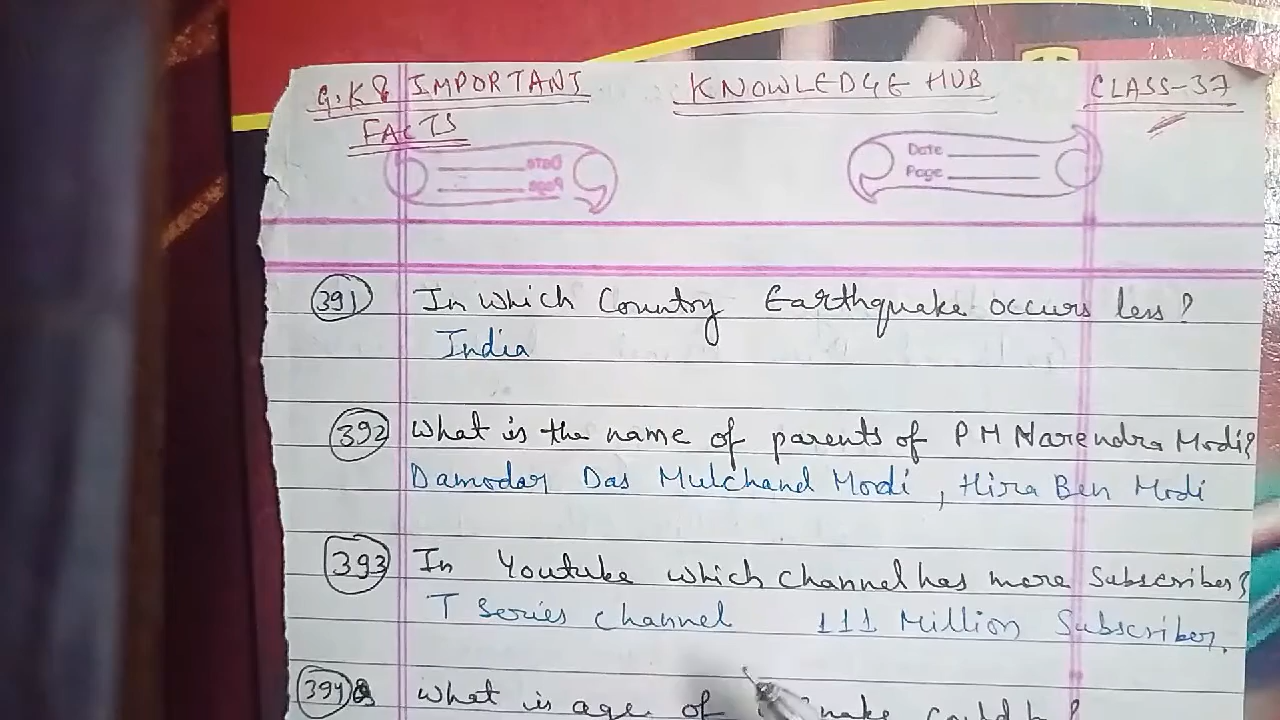 G.K & IMPORTANT KNOWLEDGE HUB CLASS-37
FACTS
Date
Page
Date
Page
391 In which Country Earthquake occurs less?
India
392 What is the name of parents of PM Narendra Modi?
Damodar Das Mulchand Modi, Hira Ben Modi
393 In Youtube which channel has more Subscriber?
T Series channel 111 Million Subscriber.
394 What is age of